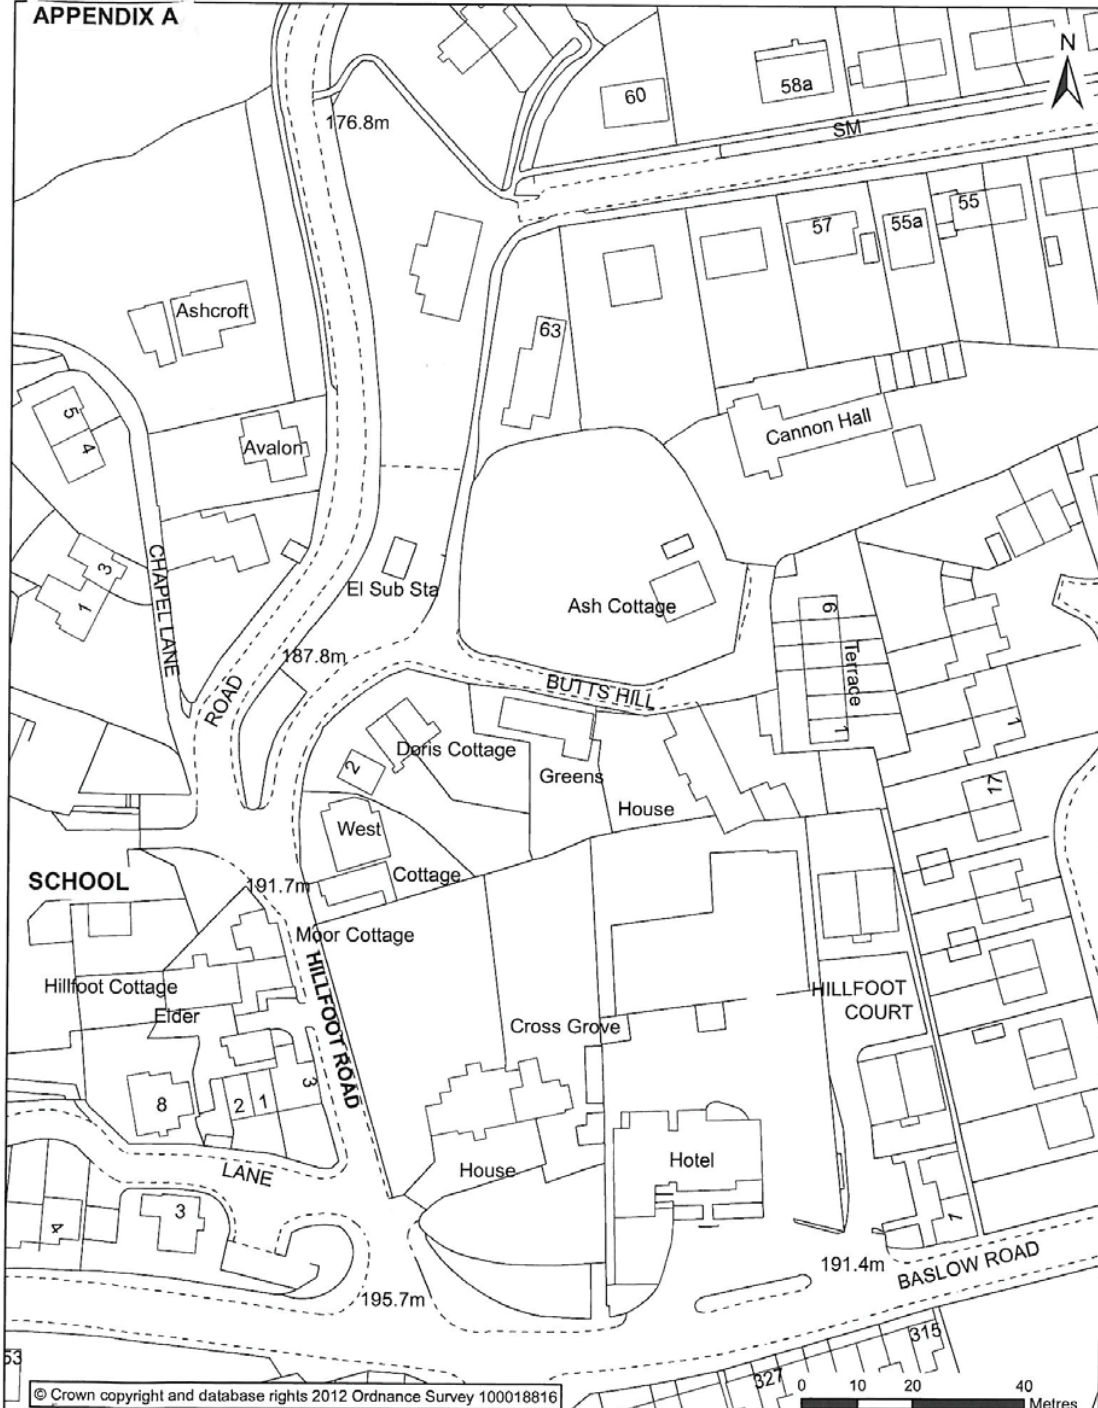 APPENDIX A
N
60
58a
176.8m
SM
57
55a
55
Ashcroft
63
5
4
Avalon
Cannon Hall
CHAPEL LANE
3
1
El Sub Sta
Ash Cottage
6
Terrace
1
187.8m
ROAD
BUTTS HILL
Doris Cottage
2
Greens
House
1
17
West
Cottage
SCHOOL
191.7m
Moor Cottage
HILLFOOT ROAD
Hillfoot Cottage
Elder
HILLFOOT
COURT
Cross Grove
8
2
1
3
LANE
House
Hotel
3
4
1
191.4m
BASLOW ROAD
195.7m
315
327
53
© Crown copyright and database rights 2012 Ordnance Survey 100018816
0 10 20 40
Metres